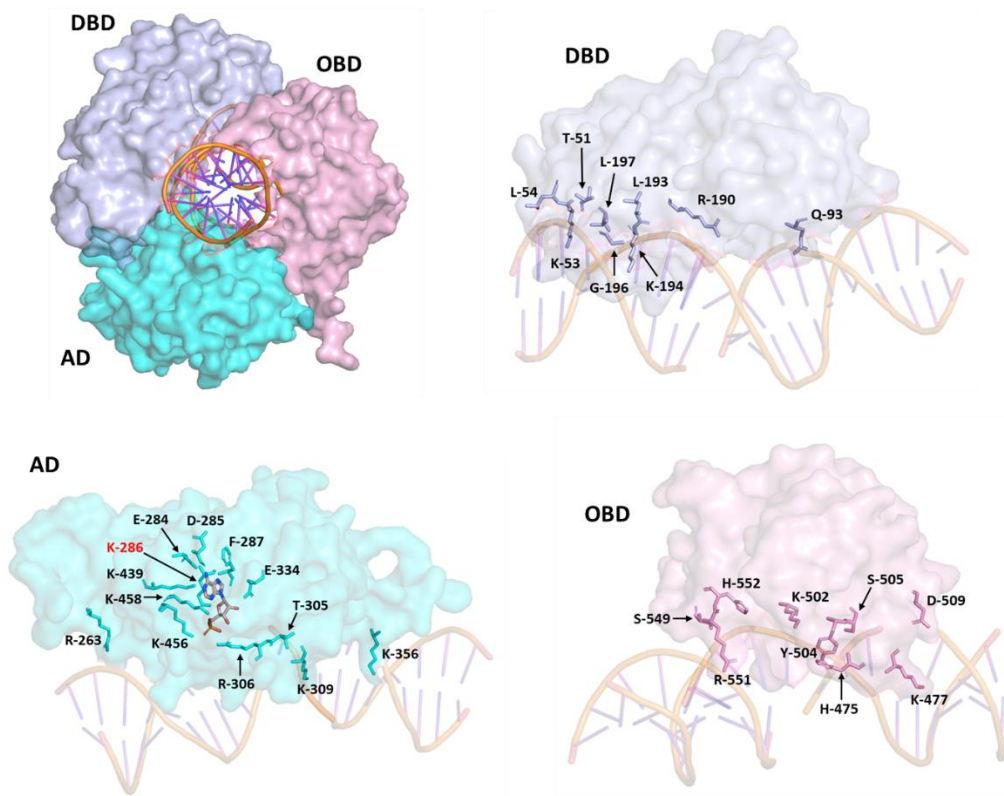 DBD
OBD
AD
DBD
T-51
L-197
L-193
L-54
R-190
Q-93
K-53
G-196
K-194
AD
E-284
D-285
K-286
F-287
K-439
E-334
K-458
T-305
R-263
K-456
R-306
K-309
K-356
OBD
H-552
K-502
S-505
D-509
S-549
Y-504
R-551
H-475
K-477